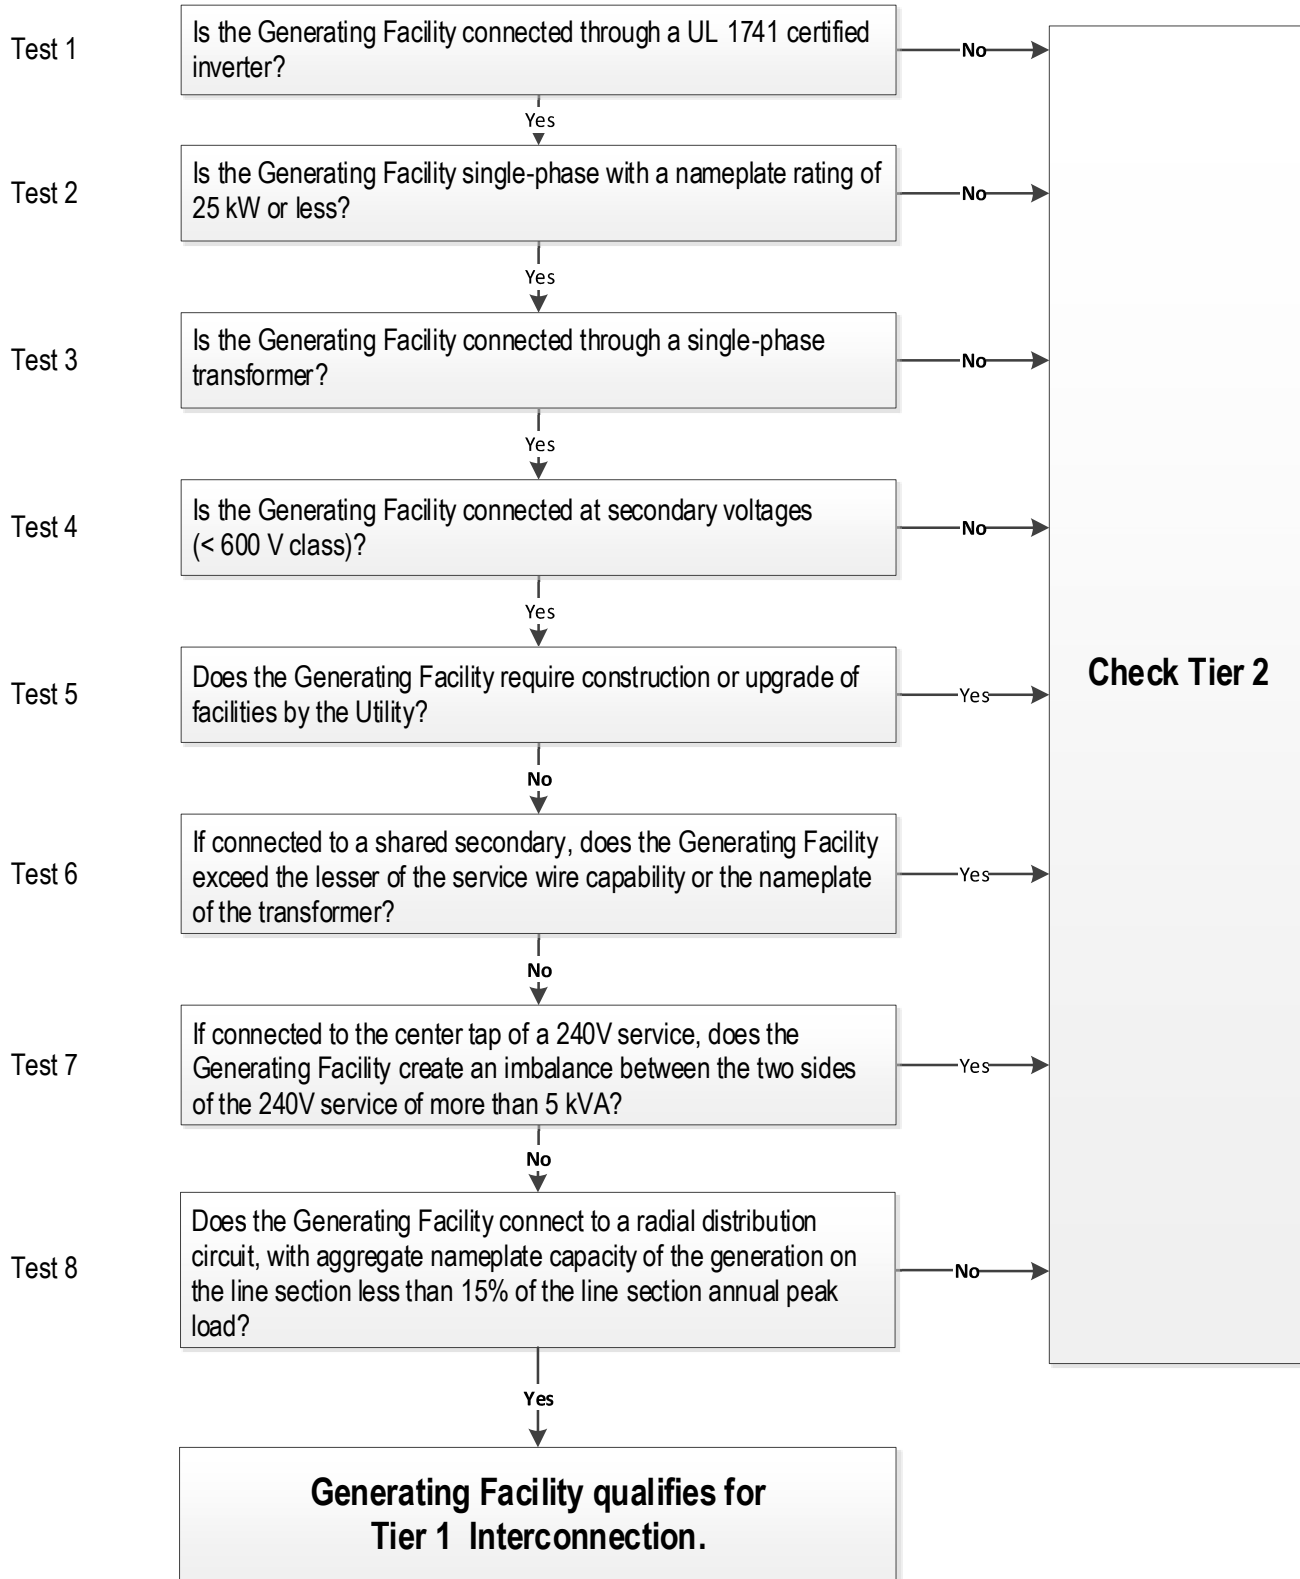 Test 1
Is the Generating Facility connected through a UL 1741 certified
inverter?
No
Yes
Test 2
Is the Generating Facility single-phase with a nameplate rating of
25 kW or less?
No
Yes
Test 3
Is the Generating Facility connected through a single-phase
transformer?
No
Yes
Test 4
Is the Generating Facility connected at secondary voltages
(< 600 V class)?
No
Yes
Test 5
Does the Generating Facility require construction or upgrade of
facilities by the Utility?
Yes
No
Check Tier 2
Test 6
If connected to a shared secondary, does the Generating Facility
exceed the lesser of the service wire capability or the nameplate
of the transformer?
Yes
No
Test 7
If connected to the center tap of a 240V service, does the
Generating Facility create an imbalance between the two sides
of the 240V service of more than 5 kVA?
Yes
No
Test 8
Does the Generating Facility connect to a radial distribution
circuit, with aggregate nameplate capacity of the generation on
the line section less than 15% of the line section annual peak
load?
No
Yes
Generating Facility qualifies for
Tier 1 Interconnection.